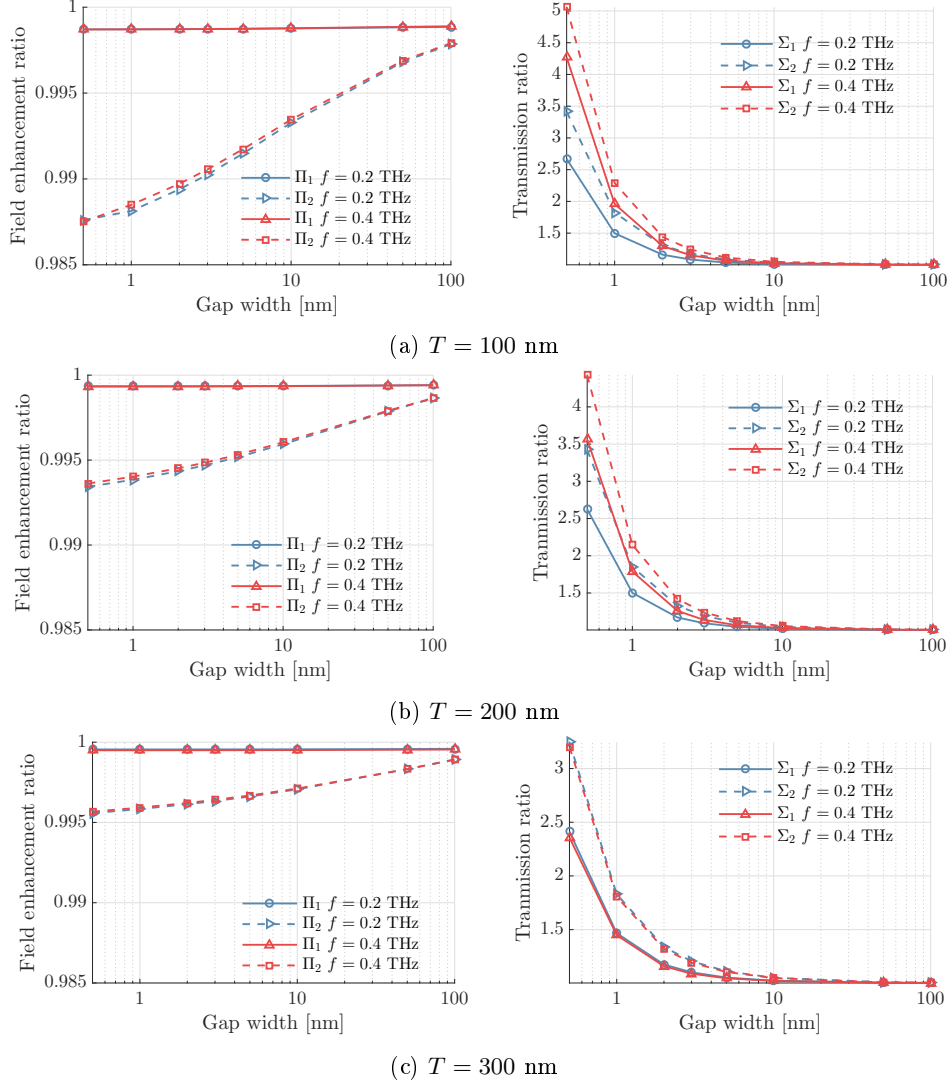 1
0.995
0.99
0.985
Field enhancement ratio
Π₁ f = 0.2 THz
Π₂ f = 0.2 THz
Π₁ f = 0.4 THz
Π₂ f = 0.4 THz
1
10
100
Gap width [nm]
5
4.5
4
3.5
3
2.5
2
1.5
Transmission ratio
Σ₁ f = 0.2 THz
Σ₂ f = 0.2 THz
Σ₁ f = 0.4 THz
Σ₂ f = 0.4 THz
1
10
100
Gap width [nm]
(a) T = 100 nm
1
0.995
0.99
0.985
Field enhancement ratio
Π₁ f = 0.2 THz
Π₂ f = 0.2 THz
Π₁ f = 0.4 THz
Π₂ f = 0.4 THz
1
10
100
Gap width [nm]
4
3.5
3
2.5
2
1.5
Tranmission ratio
Σ₁ f = 0.2 THz
Σ₂ f = 0.2 THz
Σ₁ f = 0.4 THz
Σ₂ f = 0.4 THz
1
10
100
Gap width [nm]
(b) T = 200 nm
1
0.995
0.99
0.985
Field enhancement ratio
Π₁ f = 0.2 THz
Π₂ f = 0.2 THz
Π₁ f = 0.4 THz
Π₂ f = 0.4 THz
1
10
100
Gap width [nm]
3
2.5
2
1.5
Tranmission ratio
Σ₁ f = 0.2 THz
Σ₂ f = 0.2 THz
Σ₁ f = 0.4 THz
Σ₂ f = 0.4 THz
1
10
100
Gap width [nm]
(c) T = 300 nm